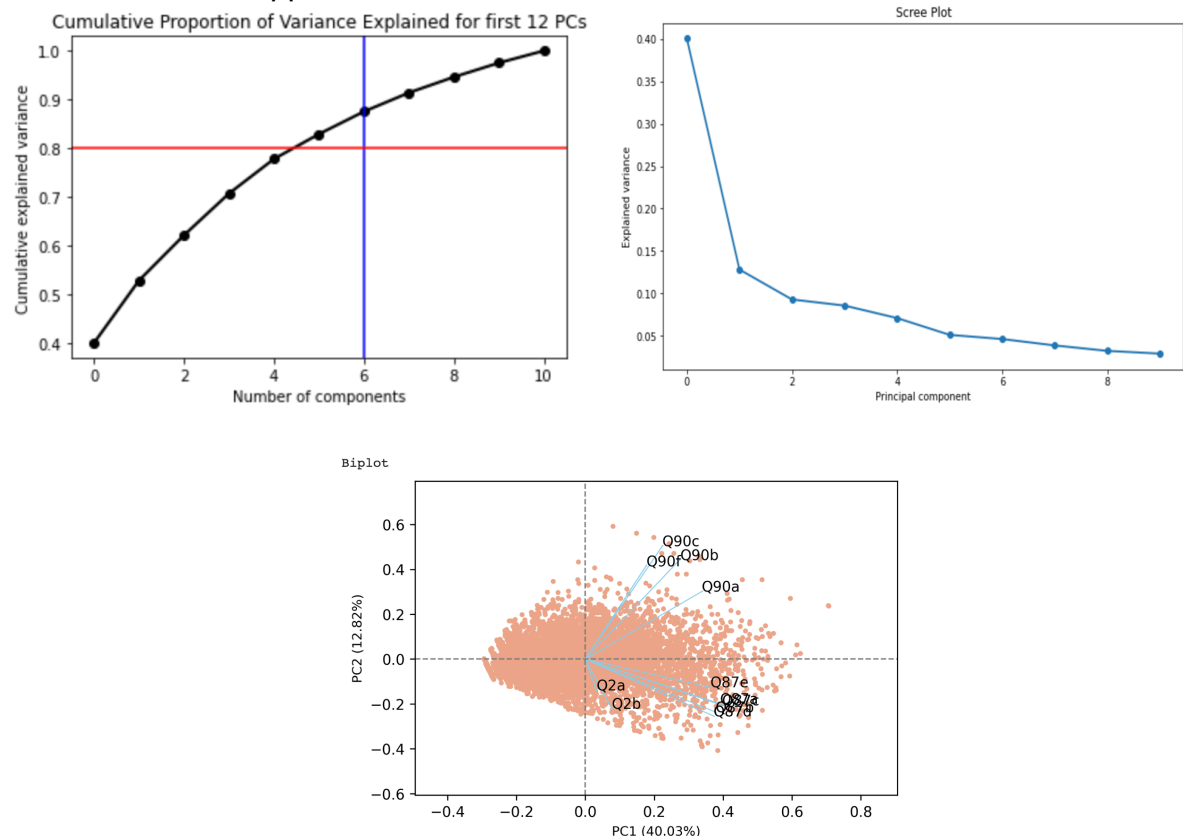 Cumulative Proportion of Variance Explained for first 12 PCs
Cumulative explained variance
1.0
0.9
0.8
0.7
0.6
0.5
0.4
0 2 4 6 8 10
Number of components
Scree Plot
Explained variance
0.40
0.35
0.30
0.25
0.20
0.15
0.10
0.05
0 2 4 6 8
Principal component
Biplot
PC2 (12.82%)
0.6
0.4
0.2
0.0
−0.2
−0.4
−0.6
Q90c
Q90b
Q90f
Q90a
Q87e
Q2a
Q2b
Q87d
−0.4 −0.2 0.0 0.2 0.4 0.6 0.8
PC1 (40.03%)